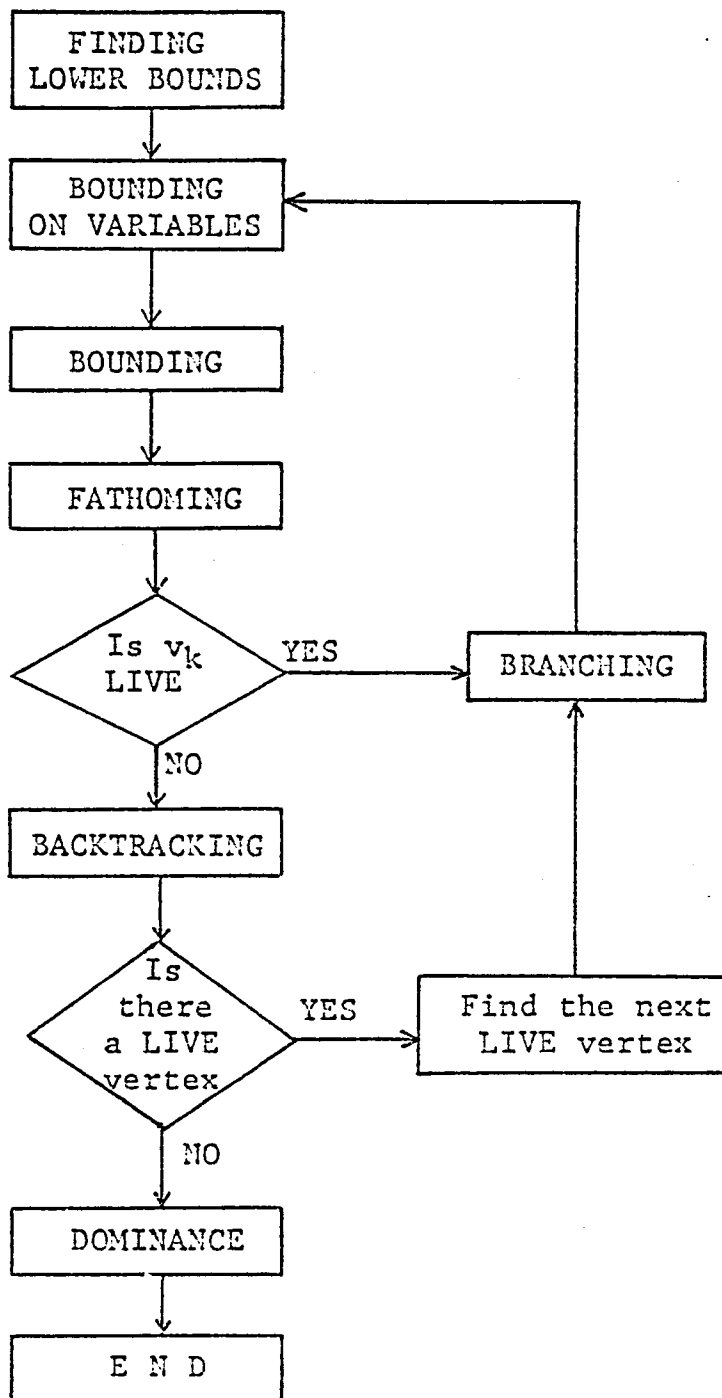 FINDING
LOWER BOUNDS
BOUNDING
ON VARIABLES
BOUNDING
FATHOMING
Is vk
LIVE
YES
BRANCHING
NO
BACKTRACKING
Is
there
a LIVE
vertex
YES
Find the next
LIVE vertex
NO
DOMINANCE
E N D